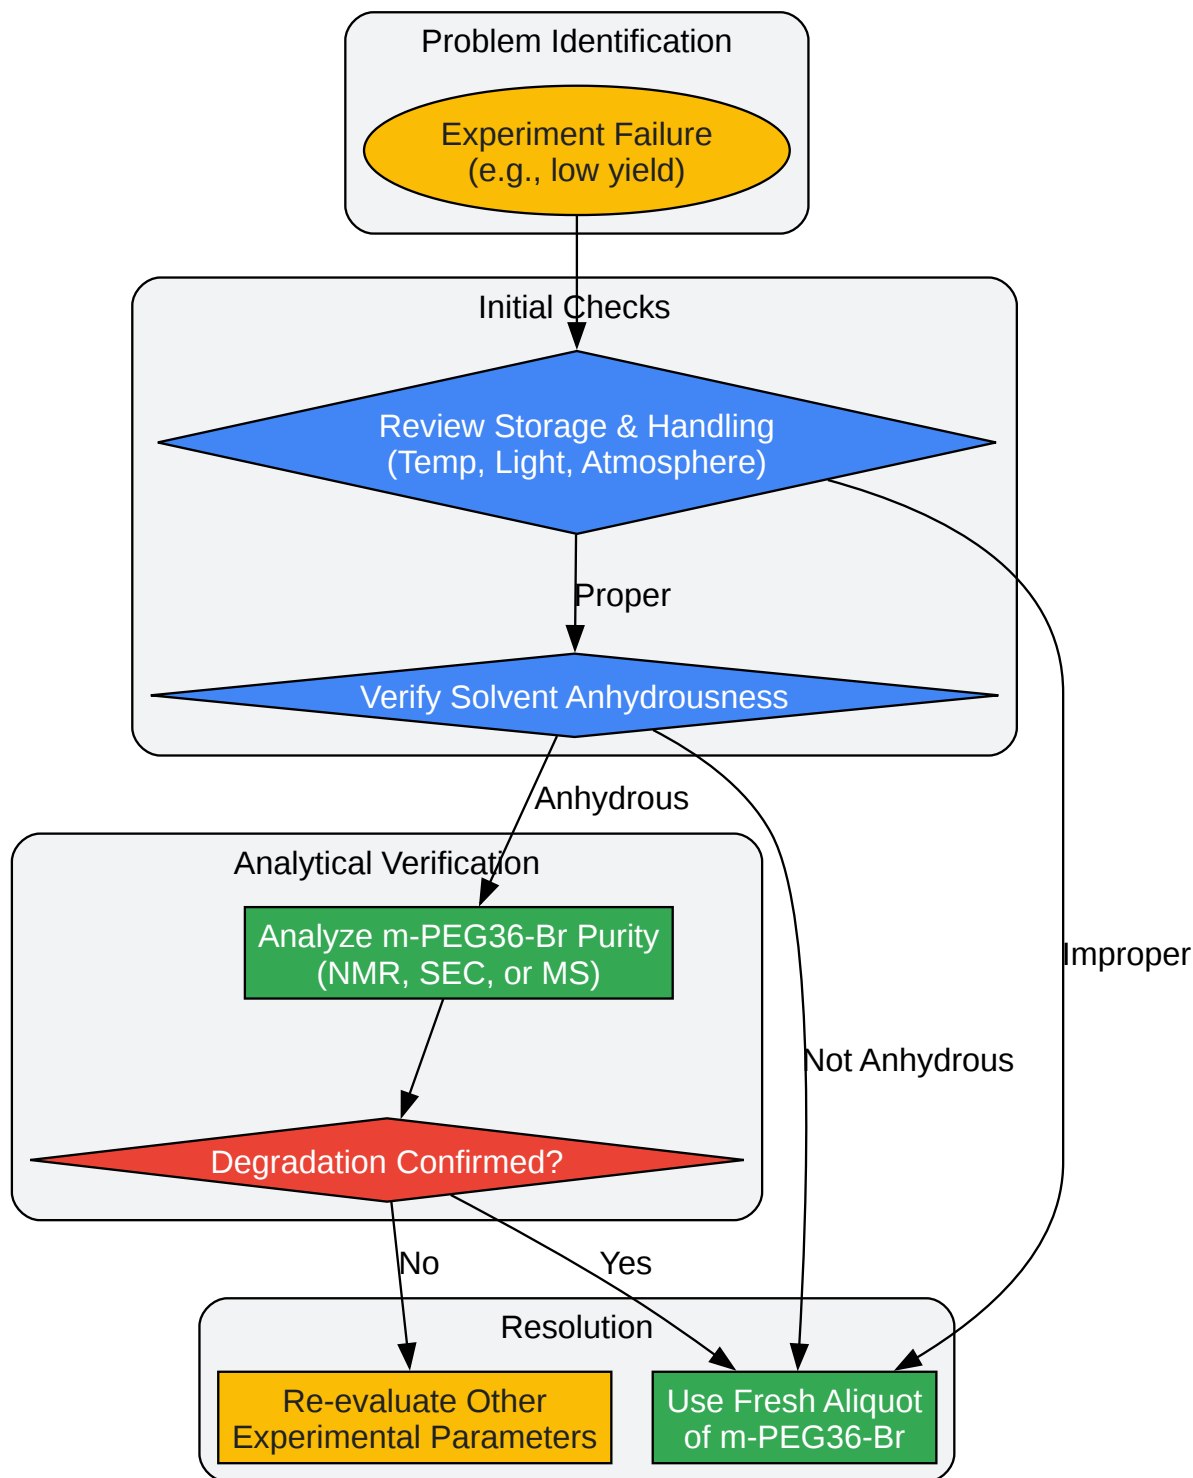 Problem Identification
Experiment Failure
(e.g., low yield)
Initial Checks
Review Storage & Handling
(Temp, Light, Atmosphere)
Proper
Verify Solvent Anhydrousness
Anhydrous
Analytical Verification
Analyze m-PEG36-Br Purity
(NMR, SEC, or MS)
Improper
Not Anhydrous
Degradation Confirmed?
No
Yes
Resolution
Re-evaluate Other
Experimental Parameters
Use Fresh Aliquot
of m-PEG36-Br